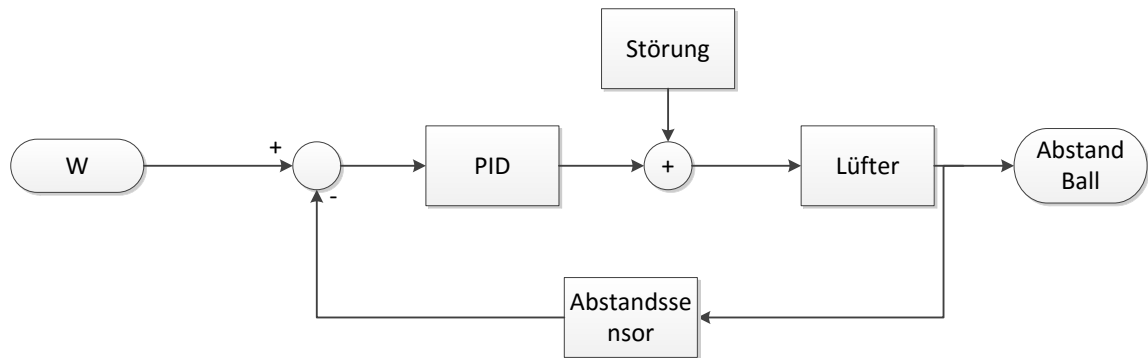 Störung
W
+
-
PID
+
Lüfter
Abstand
Ball
Abstandsse
nsor